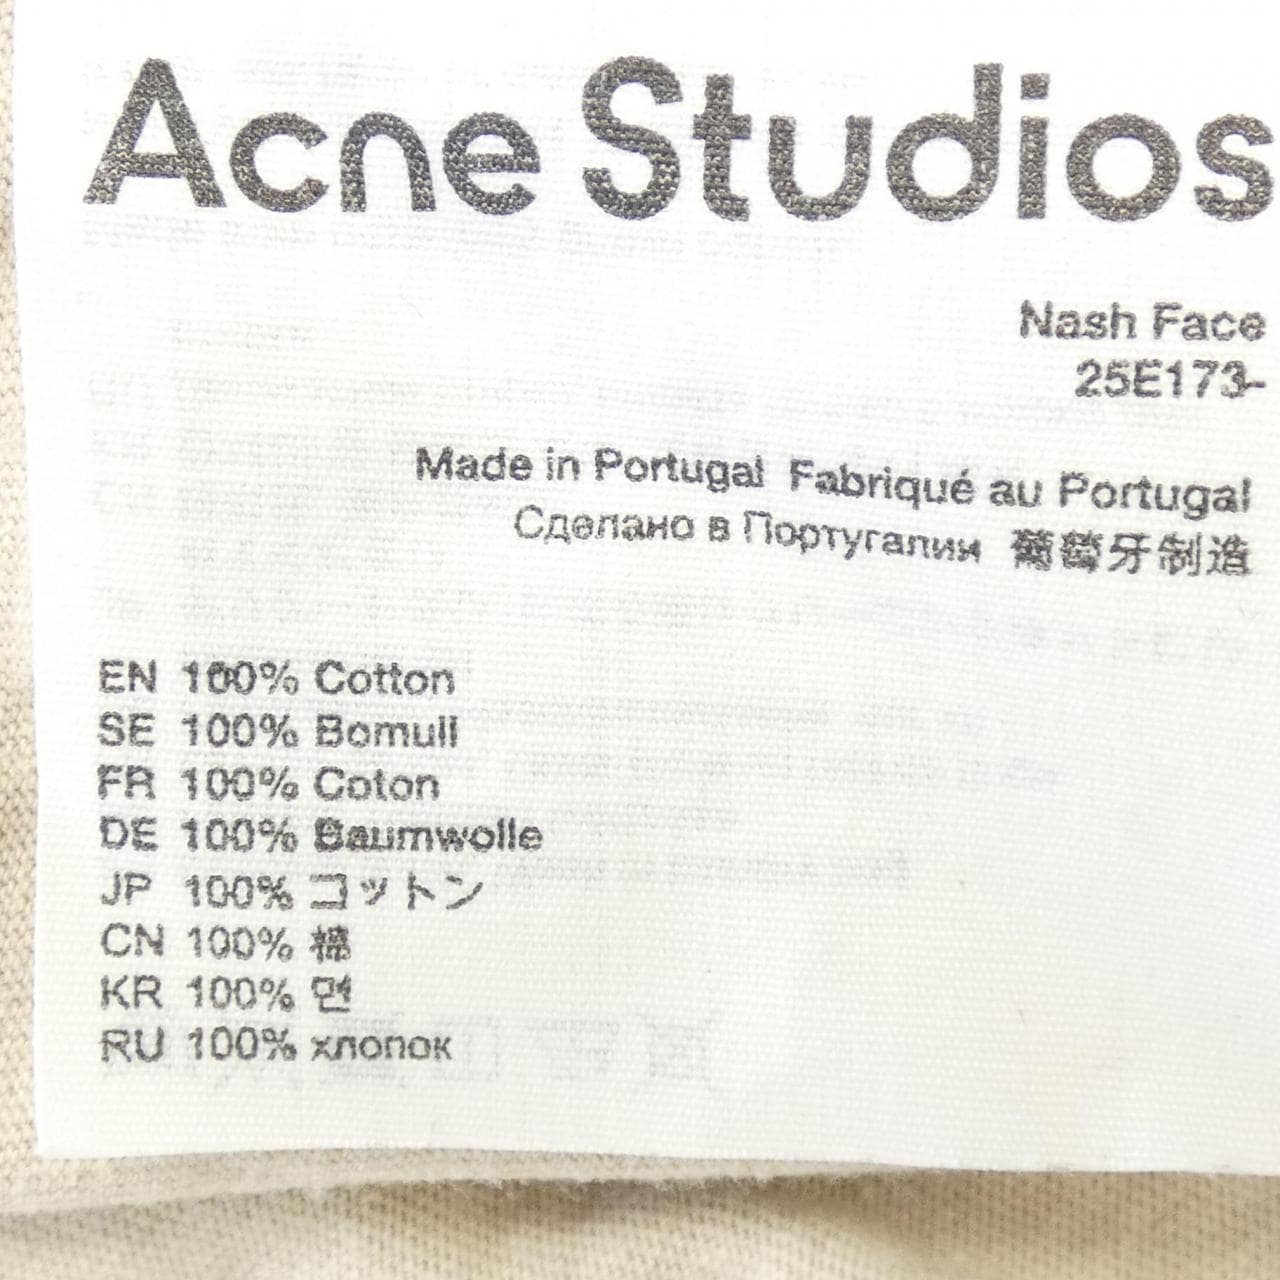 Acne Studios
Nash Face
25E173-
Made in Portugal Fabriqué au Portugal
Сделано в Португалии 葡萄牙制造
EN 100% Cotton
SE 100% Bomull
FR 100% Coton
DE 100% Baumwolle
JP 100% コットン
CN 100% 棉
KR 100% 면
RU 100% хлопок